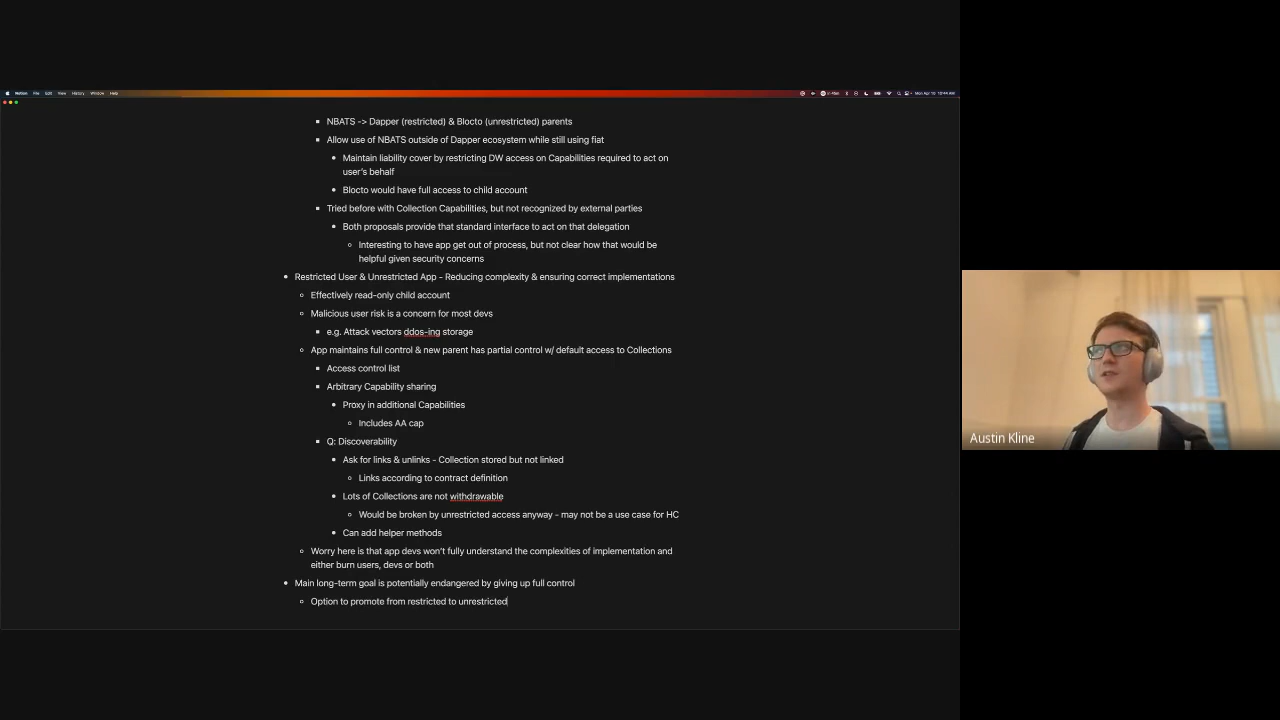 Notion File Edit View History Window Help
NBATS -> Dapper (restricted) & Blocto (unrestricted) parents
Allow use of NBATS outside of Dapper ecosystem while still using fiat
Maintain liability cover by restricting DW access on Capabilities required to act on
user's behalf
Blocto would have full access to child account
Tried before with Collection Capabilities, but not recognized by external parties
Both proposals provide that standard interface to act on that delegation
Interesting to have app get out of process, but not clear how that would be
helpful given security concerns
Restricted User & Unrestricted App - Reducing complexity & ensuring correct implementations
Effectively read-only child account
Malicious user risk is a concern for most devs
e.g. Attack vectors ddos-ing storage
App maintains full control & new parent has partial control w/ default access to Collections
Access control list
Arbitrary Capability sharing
Proxy in additional Capabilities
Includes AA cap
Q: Discoverability
Ask for links & unlinks - Collection stored but not linked
Links according to contract definition
Lots of Collections are not withdrawable
Would be broken by unrestricted access anyway - may not be a use case for HC
Can add helper methods
Worry here is that app devs won't fully understand the complexities of implementation and
either burn users, devs or both
Main long-term goal is potentially endangered by giving up full control
Option to promote from restricted to unrestricted
Austin Kline